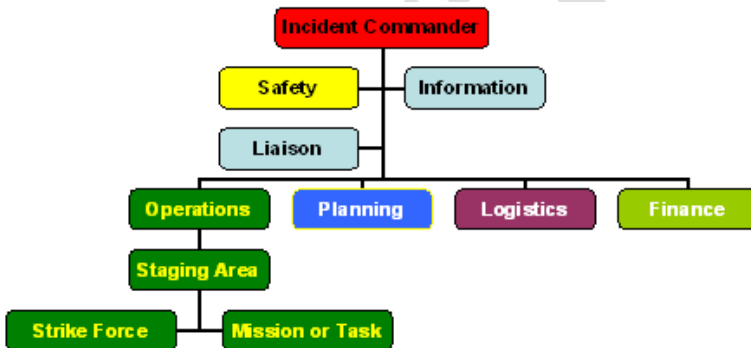 Incident Commander
Safety
Information
Liaison
Operations
Planning
Logistics
Finance
Staging Area
Strike Force
Mission or Task